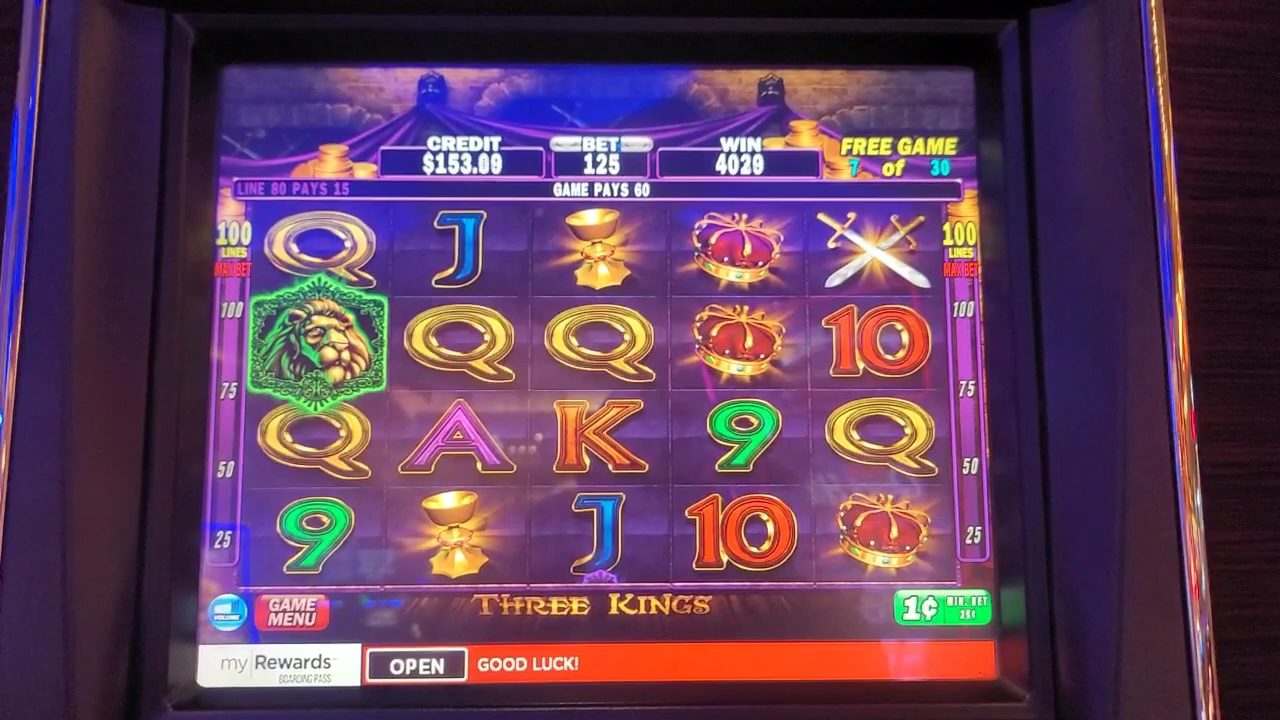 CREDIT BET WIN FREE GAME
$153.09 125 4029 7 of 30
LINE 80 PAYS 15 GAME PAYS 60
100 LINES MAX BET
100
75
50
25
Q J
Q Q 10
Q A K 9 Q
9 J 10
100 LINES MAX BET
100
75
50
25
VOLUME
GAME MENU
THREE KINGS
1¢ MIN. BET 25¢
my Rewards™ BOARDING PASS
OPEN
GOOD LUCK!